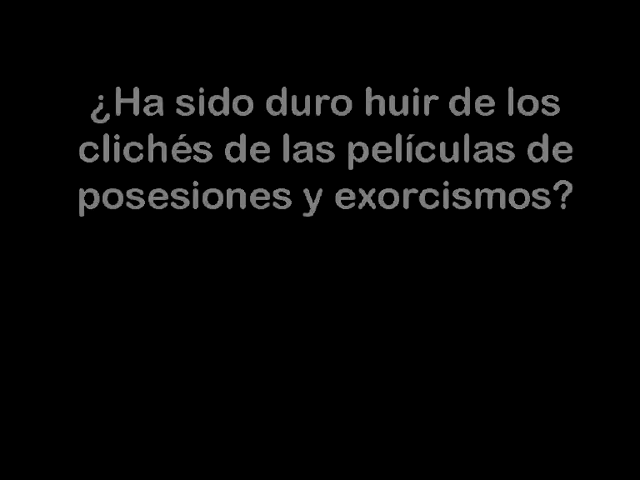 ¿Ha sido duro huir de los
clichés de las películas de
posesiones y exorcismos?